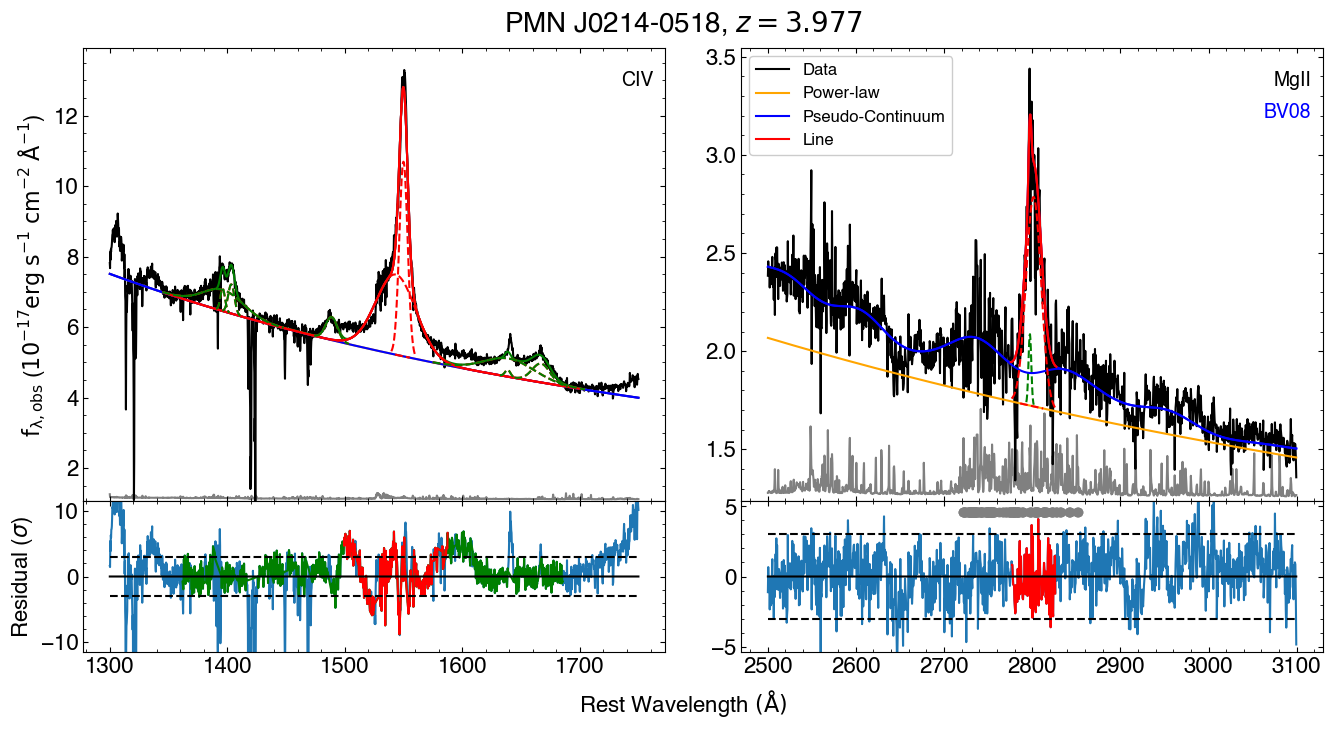 PMN J0214-0518, z = 3.977
CIV
f_λ,obs (10⁻¹⁷erg s⁻¹ cm⁻² Å⁻¹)
12
10
8
6
4
2
Data
Power-law
Pseudo-Continuum
Line
MgII
BV08
3.5
3.0
2.5
2.0
1.5
Residual (σ)
10
0
−10
1300 1400 1500 1600 1700
5
0
−5
2500 2600 2700 2800 2900 3000 3100
Rest Wavelength (Å)